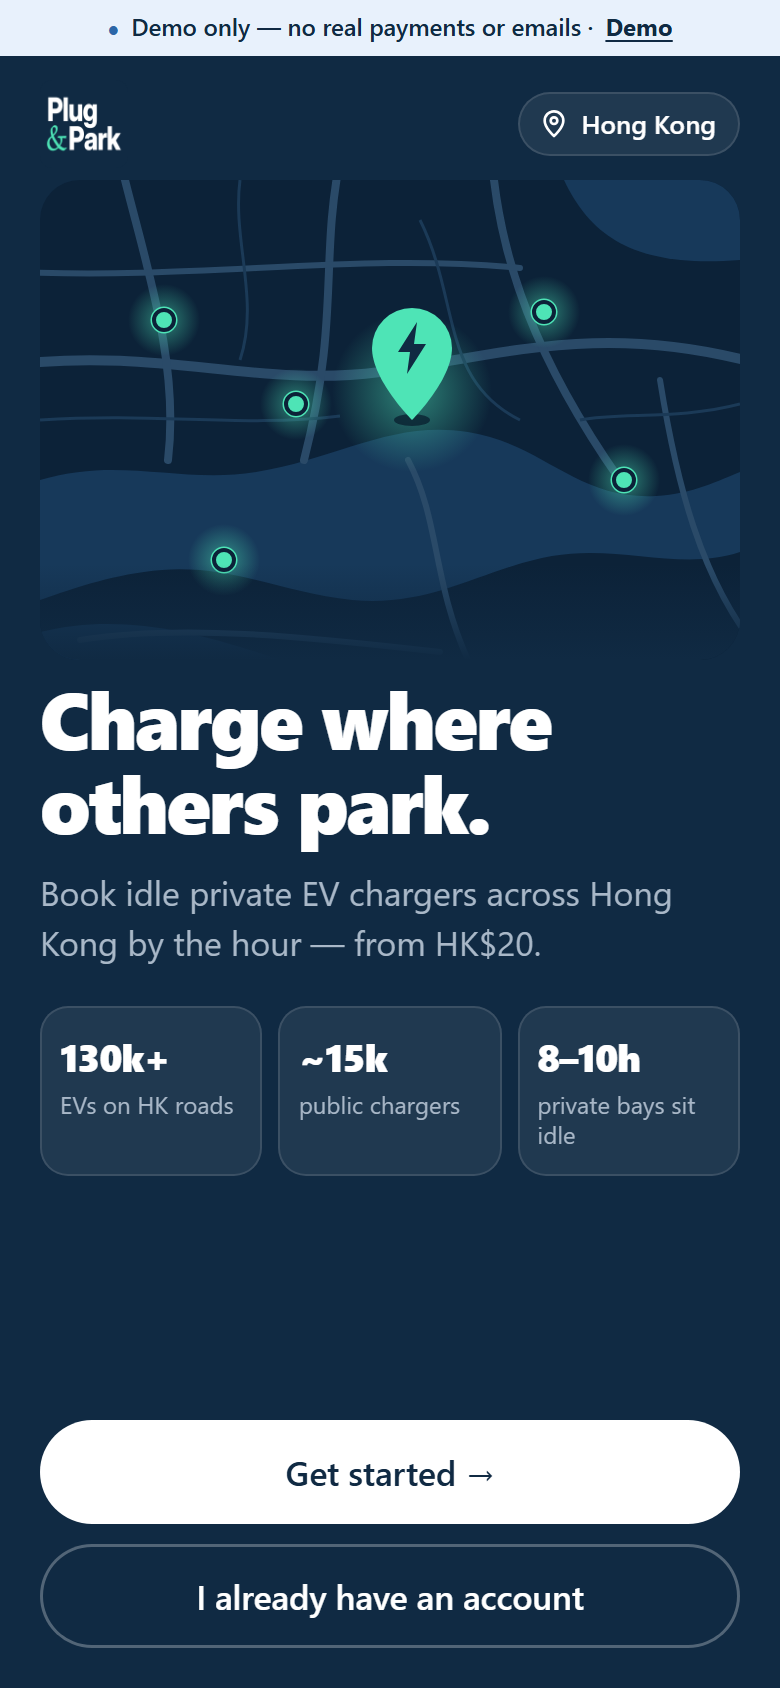 Demo only — no real payments or emails · Demo
Plug
&Park
Hong Kong
Charge where
others park.
Book idle private EV chargers across Hong
Kong by the hour — from HK$20.
130k+
EVs on HK roads
~15k
public chargers
8–10h
private bays sit
idle
Get started →
I already have an account